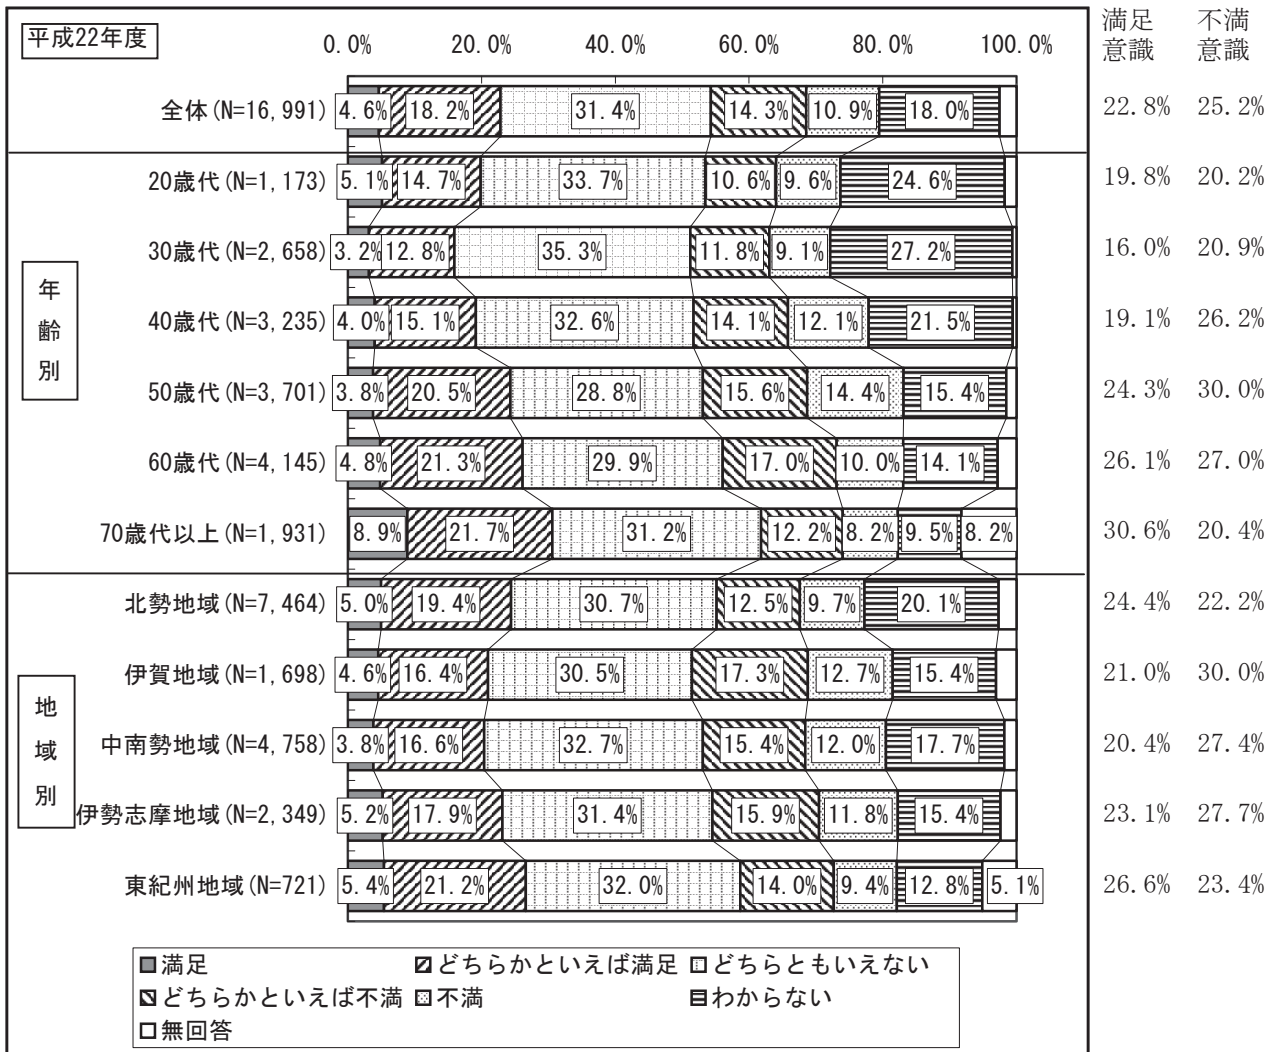 平成22年度
0.0% 20.0% 40.0% 60.0% 80.0% 100.0%
満足意識 不満意識
全体(N=16,991) 4.6% 18.2% 31.4% 14.3% 10.9% 18.0% 22.8% 25.2%
年齢別
20歳代(N=1,173) 5.1% 14.7% 33.7% 10.6% 9.6% 24.6% 19.8% 20.2%
30歳代(N=2,658) 3.2% 12.8% 35.3% 11.8% 9.1% 27.2% 16.0% 20.9%
40歳代(N=3,235) 4.0% 15.1% 32.6% 14.1% 12.1% 21.5% 19.1% 26.2%
50歳代(N=3,701) 3.8% 20.5% 28.8% 15.6% 14.4% 15.4% 24.3% 30.0%
60歳代(N=4,145) 4.8% 21.3% 29.9% 17.0% 10.0% 14.1% 26.1% 27.0%
70歳代以上(N=1,931) 8.9% 21.7% 31.2% 12.2% 8.2% 9.5% 8.2% 30.6% 20.4%
地域別
北勢地域(N=7,464) 5.0% 19.4% 30.7% 12.5% 9.7% 20.1% 24.4% 22.2%
伊賀地域(N=1,698) 4.6% 16.4% 30.5% 17.3% 12.7% 15.4% 21.0% 30.0%
中南勢地域(N=4,758) 3.8% 16.6% 32.7% 15.4% 12.0% 17.7% 20.4% 27.4%
伊勢志摩地域(N=2,349) 5.2% 17.9% 31.4% 15.9% 11.8% 15.4% 23.1% 27.7%
東紀州地域(N=721) 5.4% 21.2% 32.0% 14.0% 9.4% 12.8% 5.1% 26.6% 23.4%
満足 どちらかといえば満足 どちらともいえない
どちらかといえば不満 不満 わからない
無回答